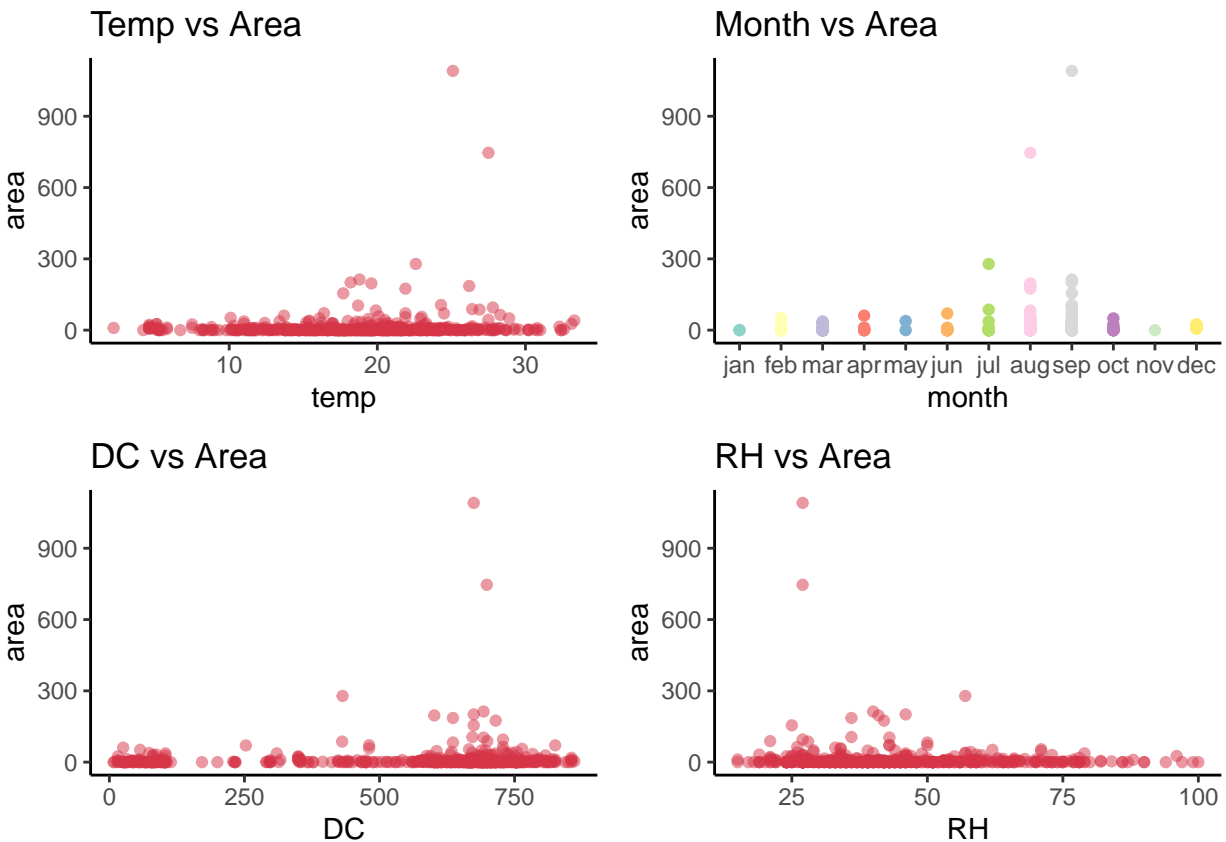 Temp vs Area
900
600
300
0
area
10 20 30
temp
Month vs Area
900
600
300
0
area
jan feb mar apr may jun jul aug sep oct nov dec
month
DC vs Area
900
600
300
0
area
0 250 500 750
DC
RH vs Area
900
600
300
0
area
25 50 75 100
RH